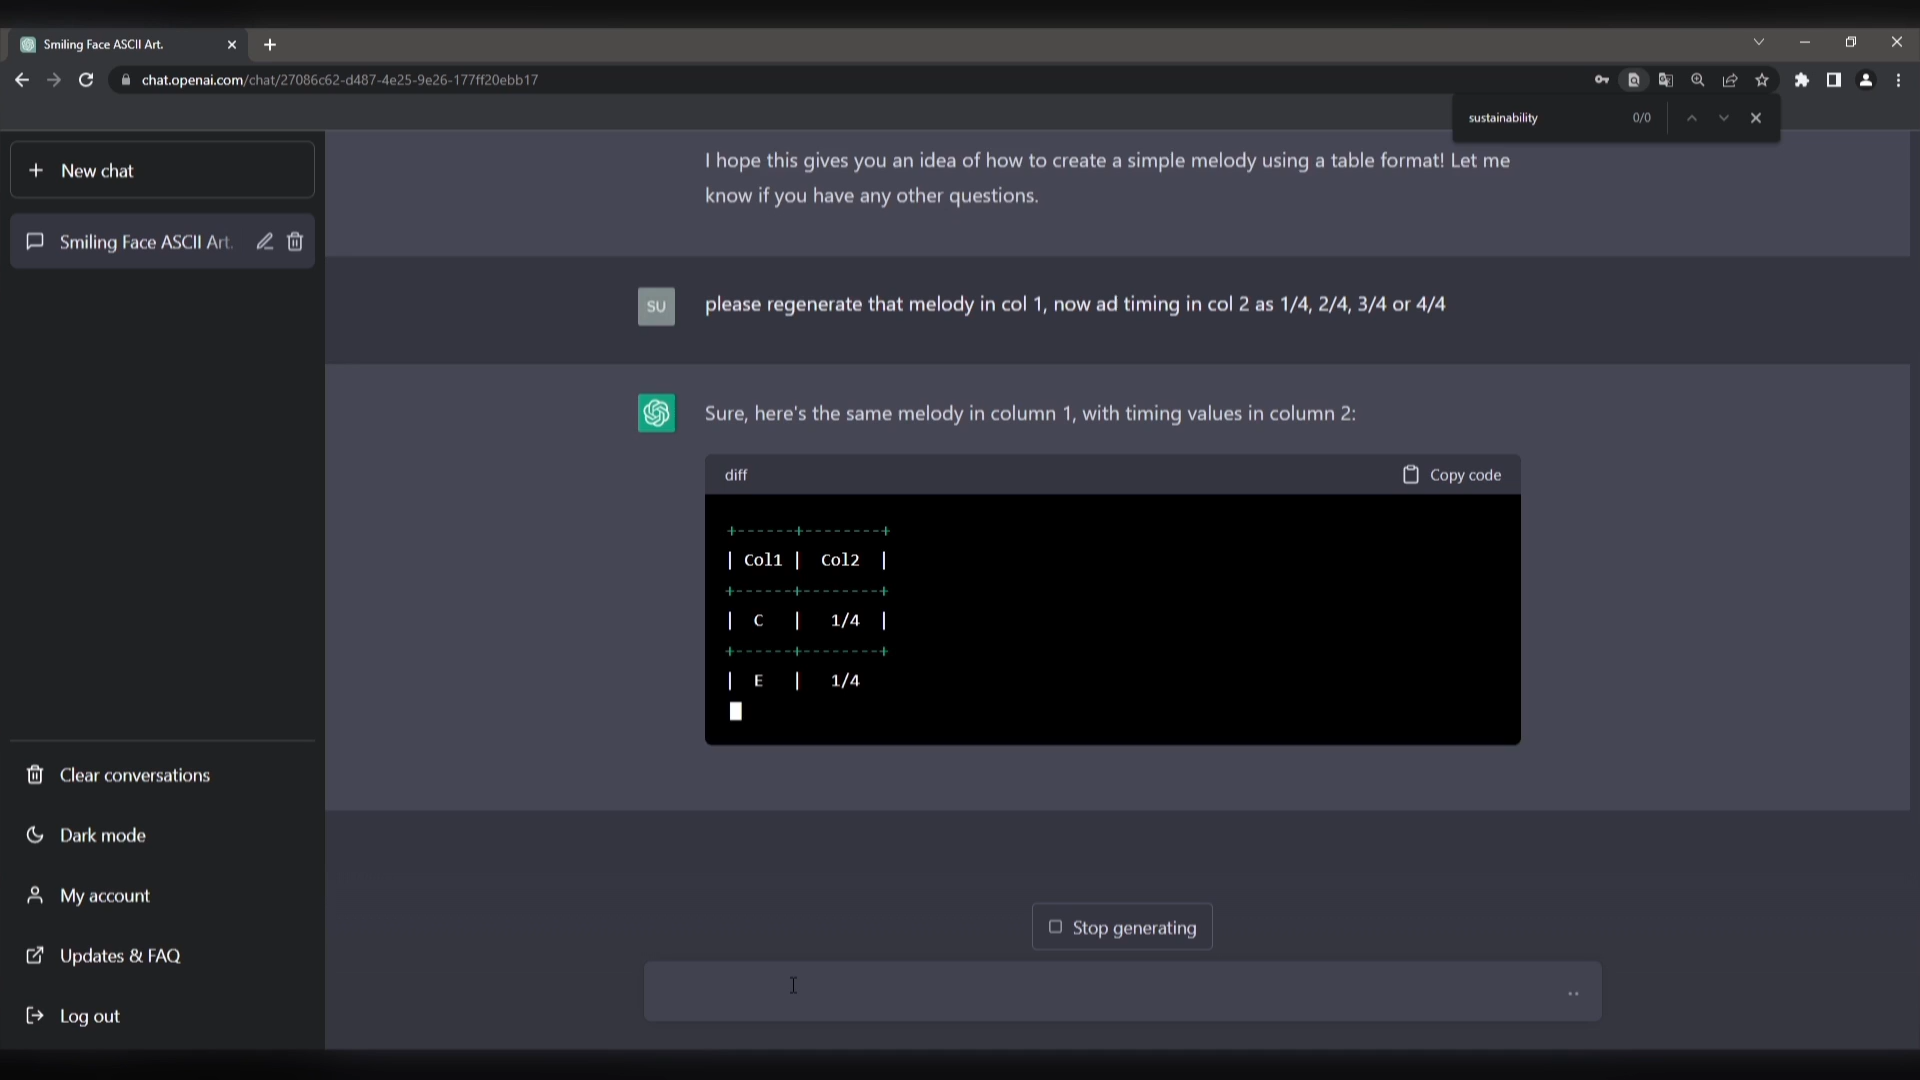 Smiling Face ASCII Art.
chat.openai.com/chat/27086c62-d487-4e25-9e26-177ff20ebb17
sustainability 0/0
New chat
Smiling Face ASCII Art.
I hope this gives you an idea of how to create a simple melody using a table format! Let me
know if you have any other questions.
SU please regenerate that melody in col 1, now ad timing in col 2 as 1/4, 2/4, 3/4 or 4/4
Sure, here's the same melody in column 1, with timing values in column 2:
diff Copy code
+------+---------+
| Col1 | Col2 |
+------+---------+
| C | 1/4 |
+------+---------+
| E | 1/4
Clear conversations
Dark mode
My account
Updates & FAQ
Log out
Stop generating